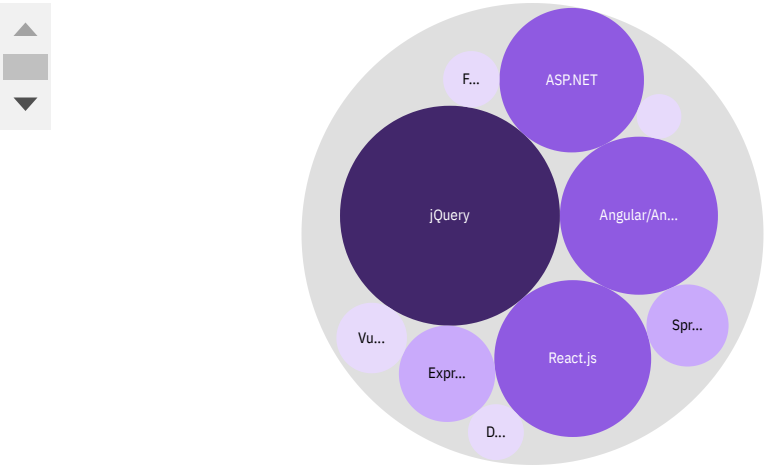 F...
ASP.NET
jQuery
Angular/An...
Spr...
Vu...
React.js
Expr...
D...